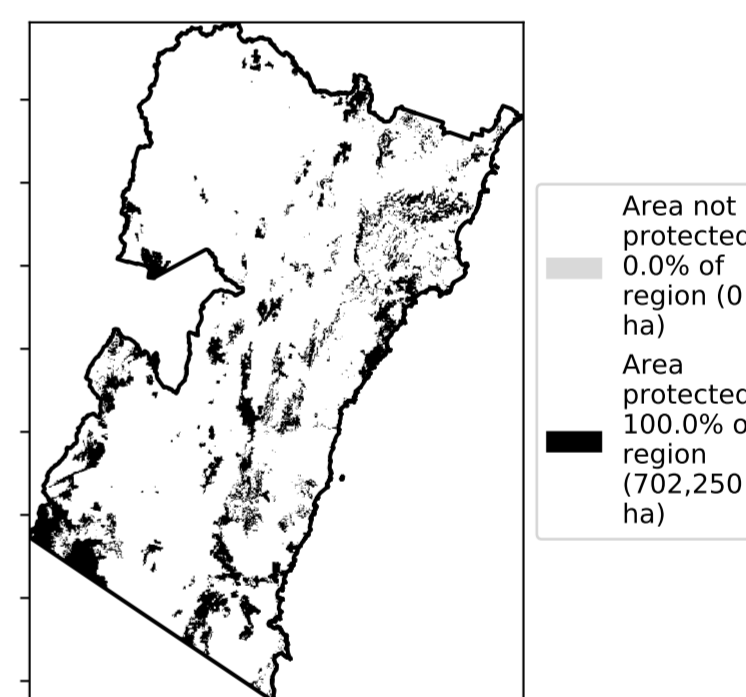 Area not
protected
0.0% of
region (0
ha)
Area
protected
100.0% o
region
(702,250
ha)